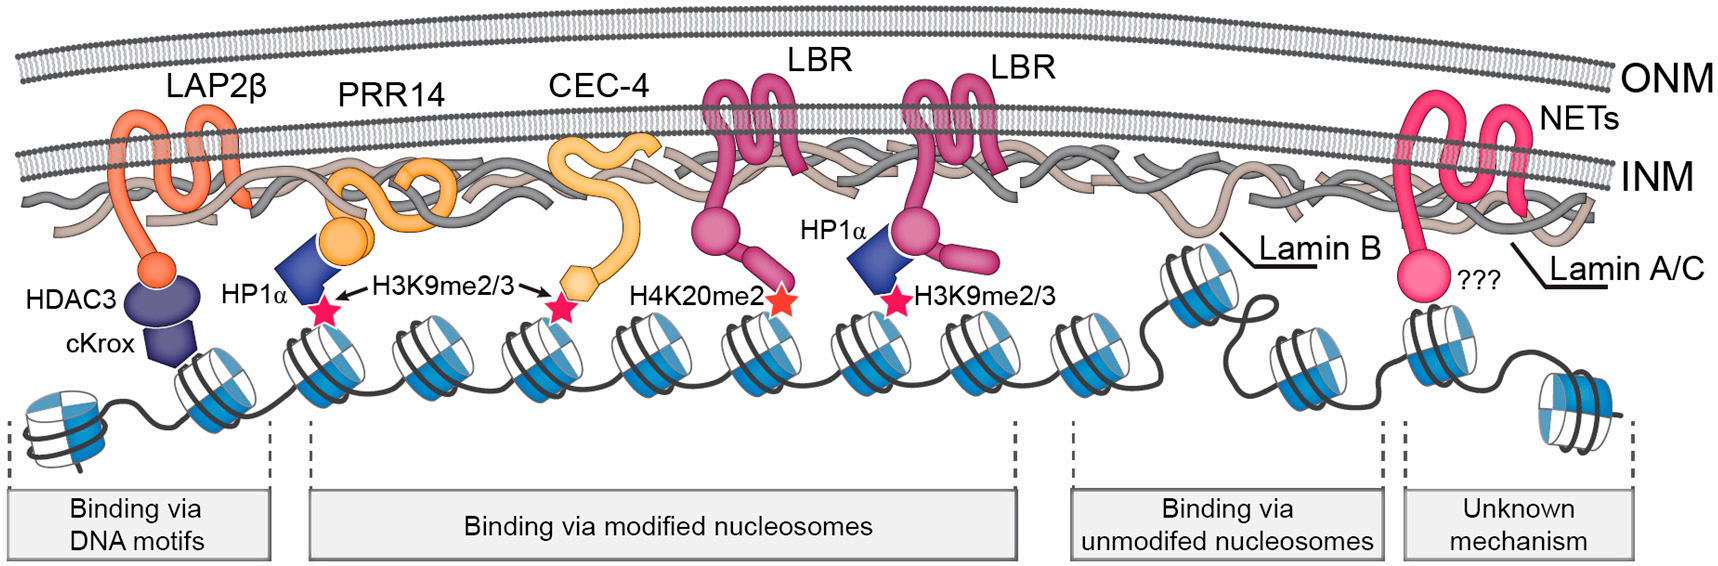 ONM
LAP2β
PRR14
CEC-4
LBR
LBR
NETs
INM
HDAC3
cKrox
HP1α
H3K9me2/3
H4K20me2
HP1α
H3K9me2/3
Lamin B
???
Lamin A/C
Binding via
DNA motifs
Binding via modified nucleosomes
Binding via
unmodifed nucleosomes
Unknown
mechanism